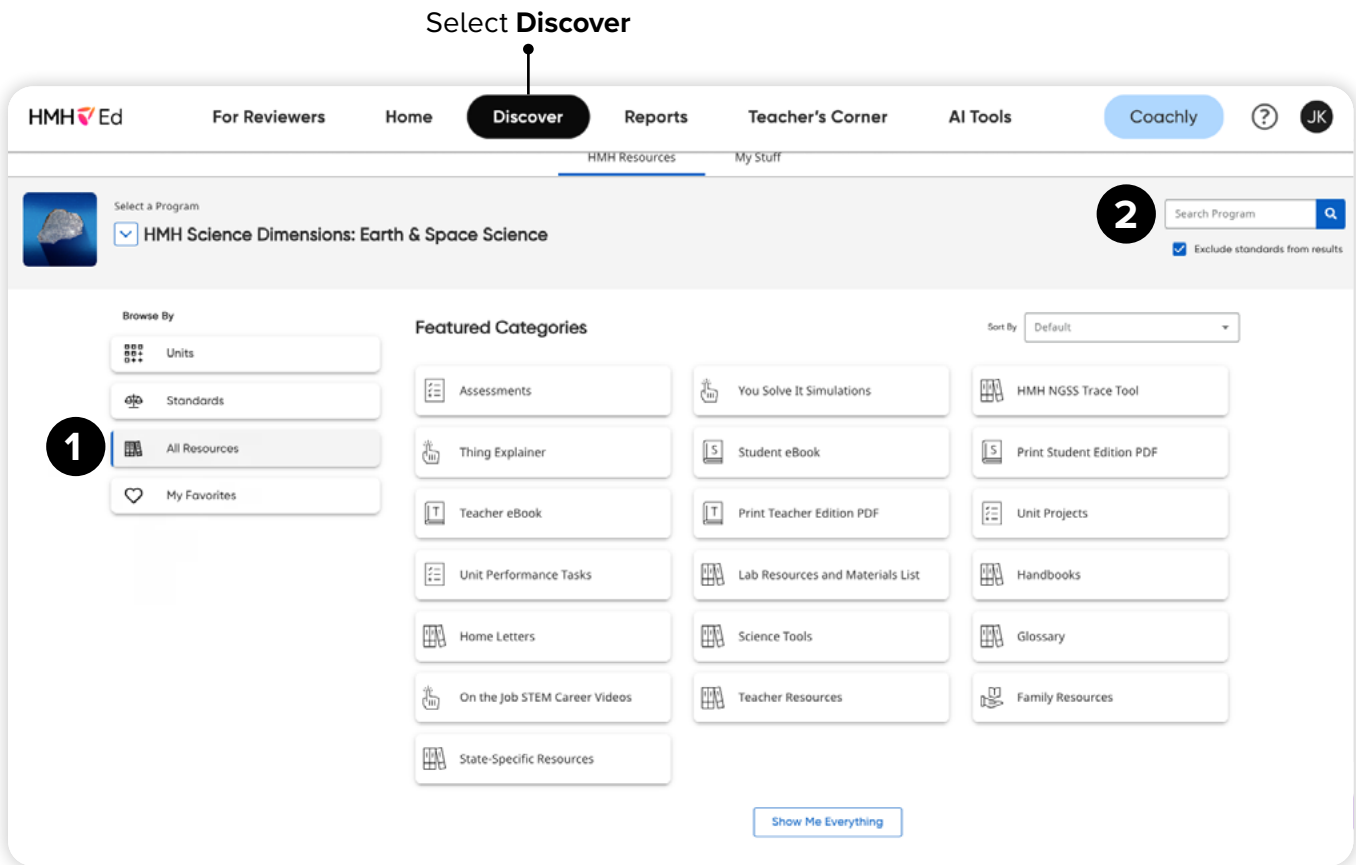 Select Discover
HMH Ed
For Reviewers
Home
Discover
Reports
Teacher's Corner
AI Tools
Coachly
?
JK
HMH Resources
My Stuff
Select a Program
HMH Science Dimensions: Earth & Space Science
2
Search Program
Exclude standards from results
Browse By
Units
Standards
1
All Resources
My Favorites
Featured Categories
Sort By
Default
Assessments
You Solve It Simulations
HMH NGSS Trace Tool
Thing Explainer
S
Student eBook
S
Print Student Edition PDF
T
Teacher eBook
T
Print Teacher Edition PDF
Unit Projects
Unit Performance Tasks
Lab Resources and Materials List
Handbooks
Home Letters
Science Tools
Glossary
On the Job STEM Career Videos
Teacher Resources
Family Resources
State-Specific Resources
Show Me Everything